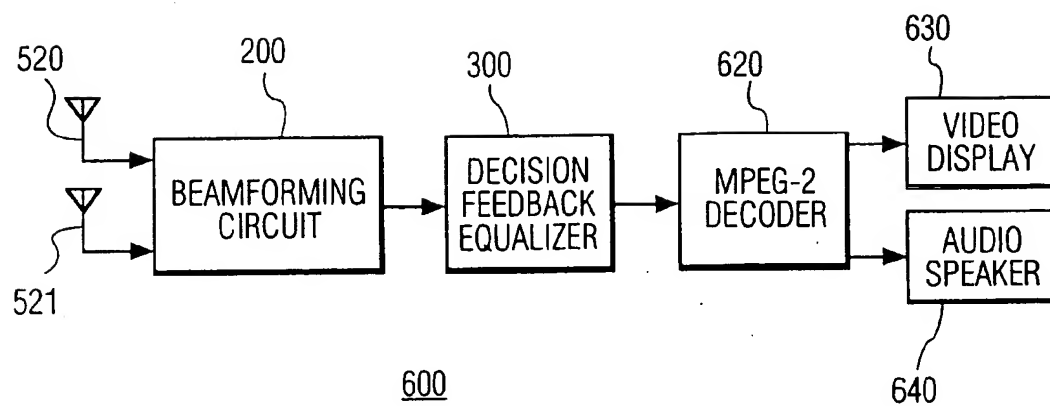 520
200
300
620
630
BEAMFORMING
CIRCUIT
DECISION
FEEDBACK
EQUALIZER
MPEG-2
DECODER
VIDEO
DISPLAY
AUDIO
SPEAKER
521
600
640